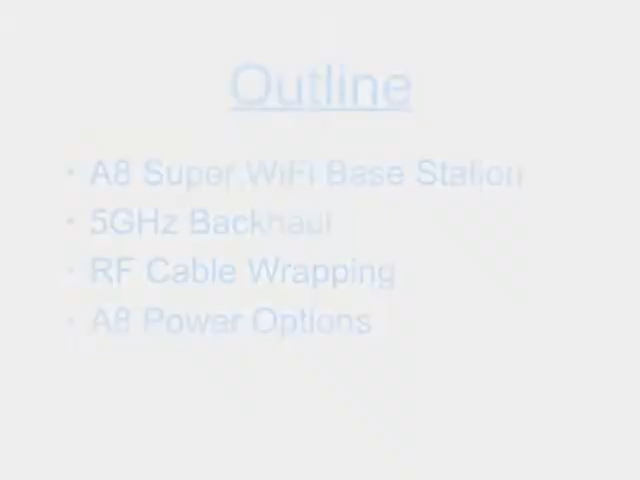 Outline
• A8 Super WiFi Base Station
• 5GHz Backhaul
• RF Cable Wrapping
• A8 Power Options